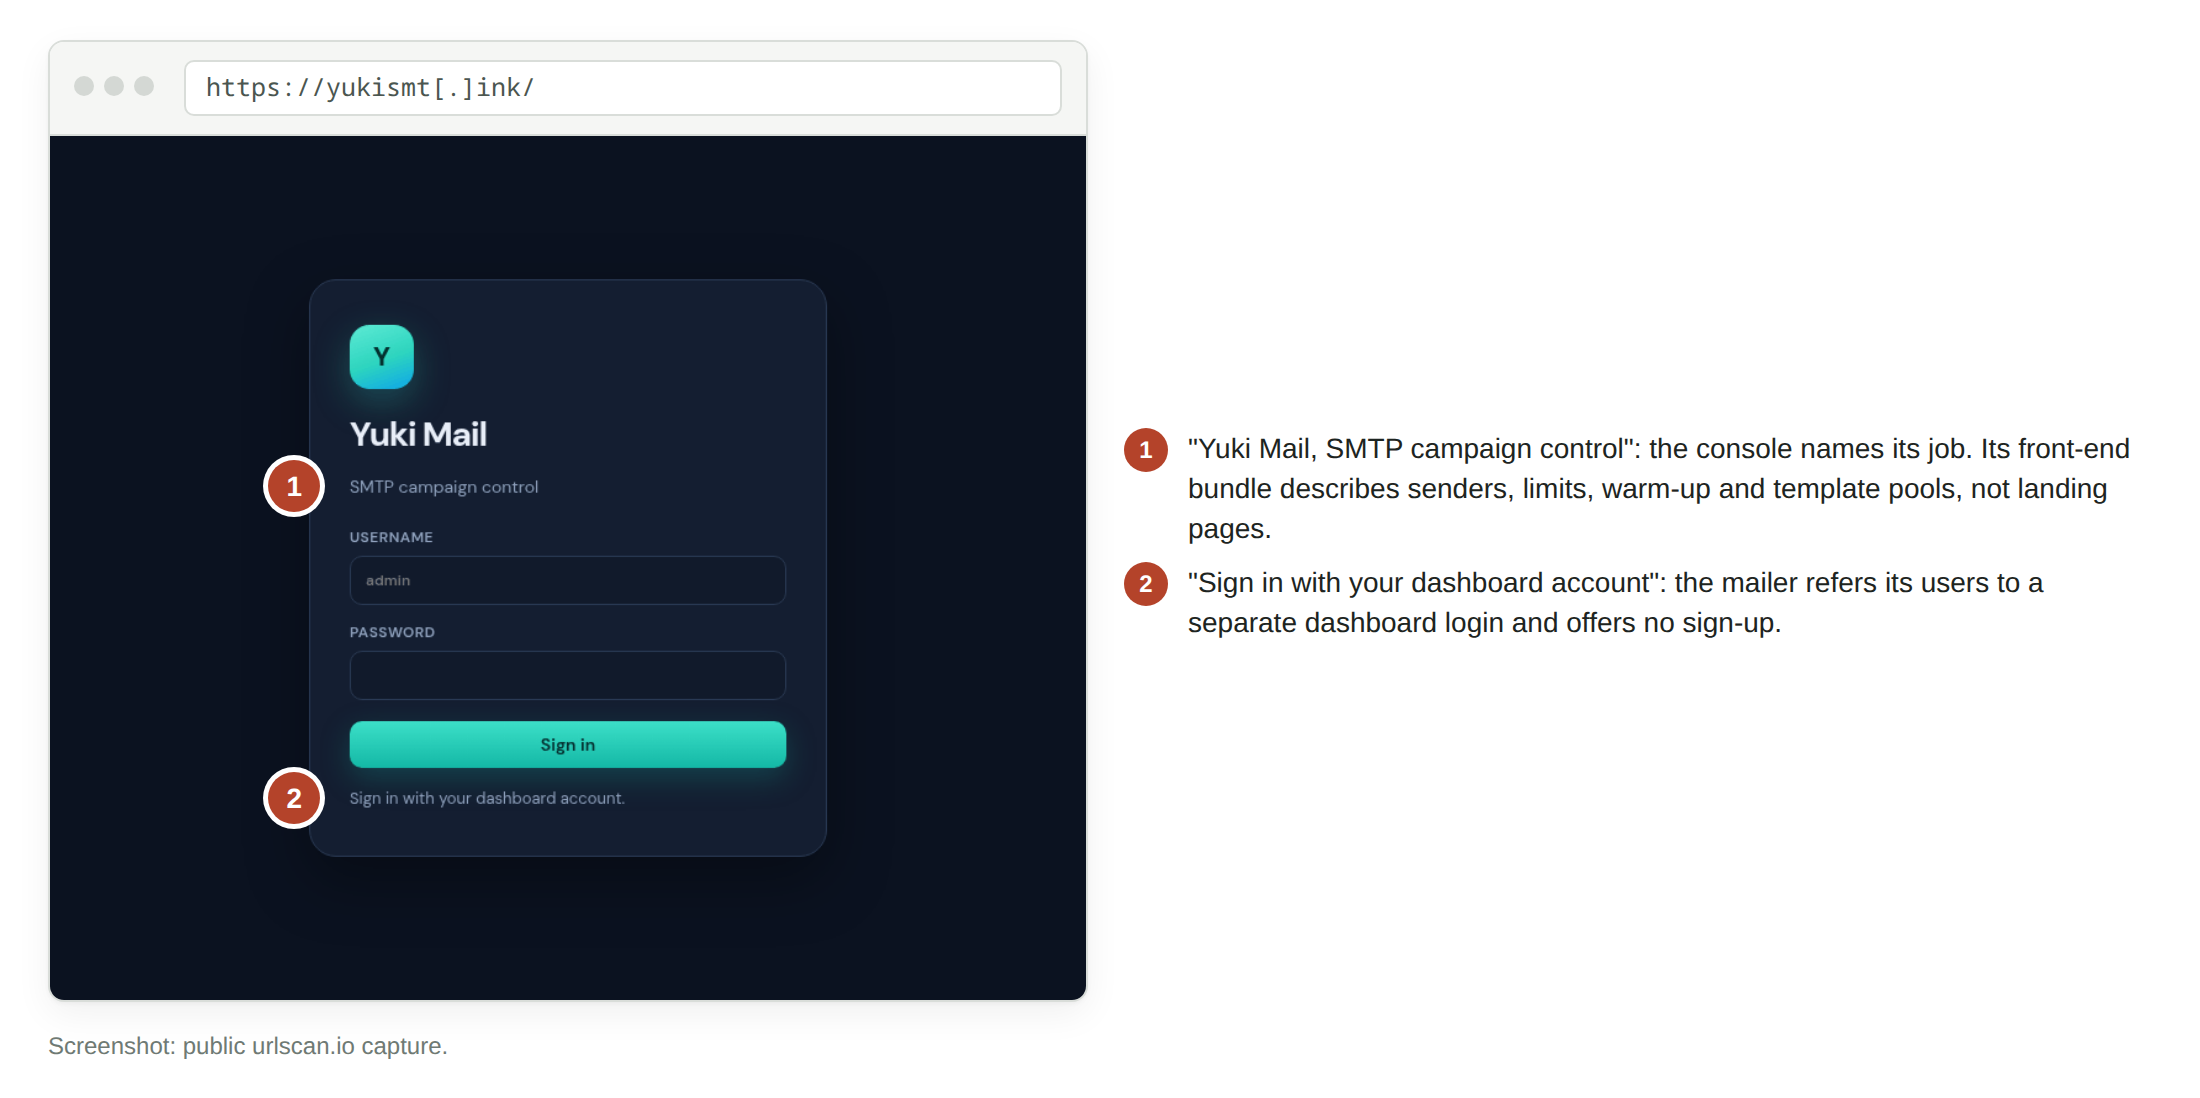 https://yukismt[.]ink/
Y
Yuki Mail
1
SMTP campaign control
USERNAME
admin
PASSWORD
Sign in
2
Sign in with your dashboard account.
1
"Yuki Mail, SMTP campaign control": the console names its job. Its front-end
bundle describes senders, limits, warm-up and template pools, not landing
pages.
2
"Sign in with your dashboard account": the mailer refers its users to a
separate dashboard login and offers no sign-up.
Screenshot: public urlscan.io capture.